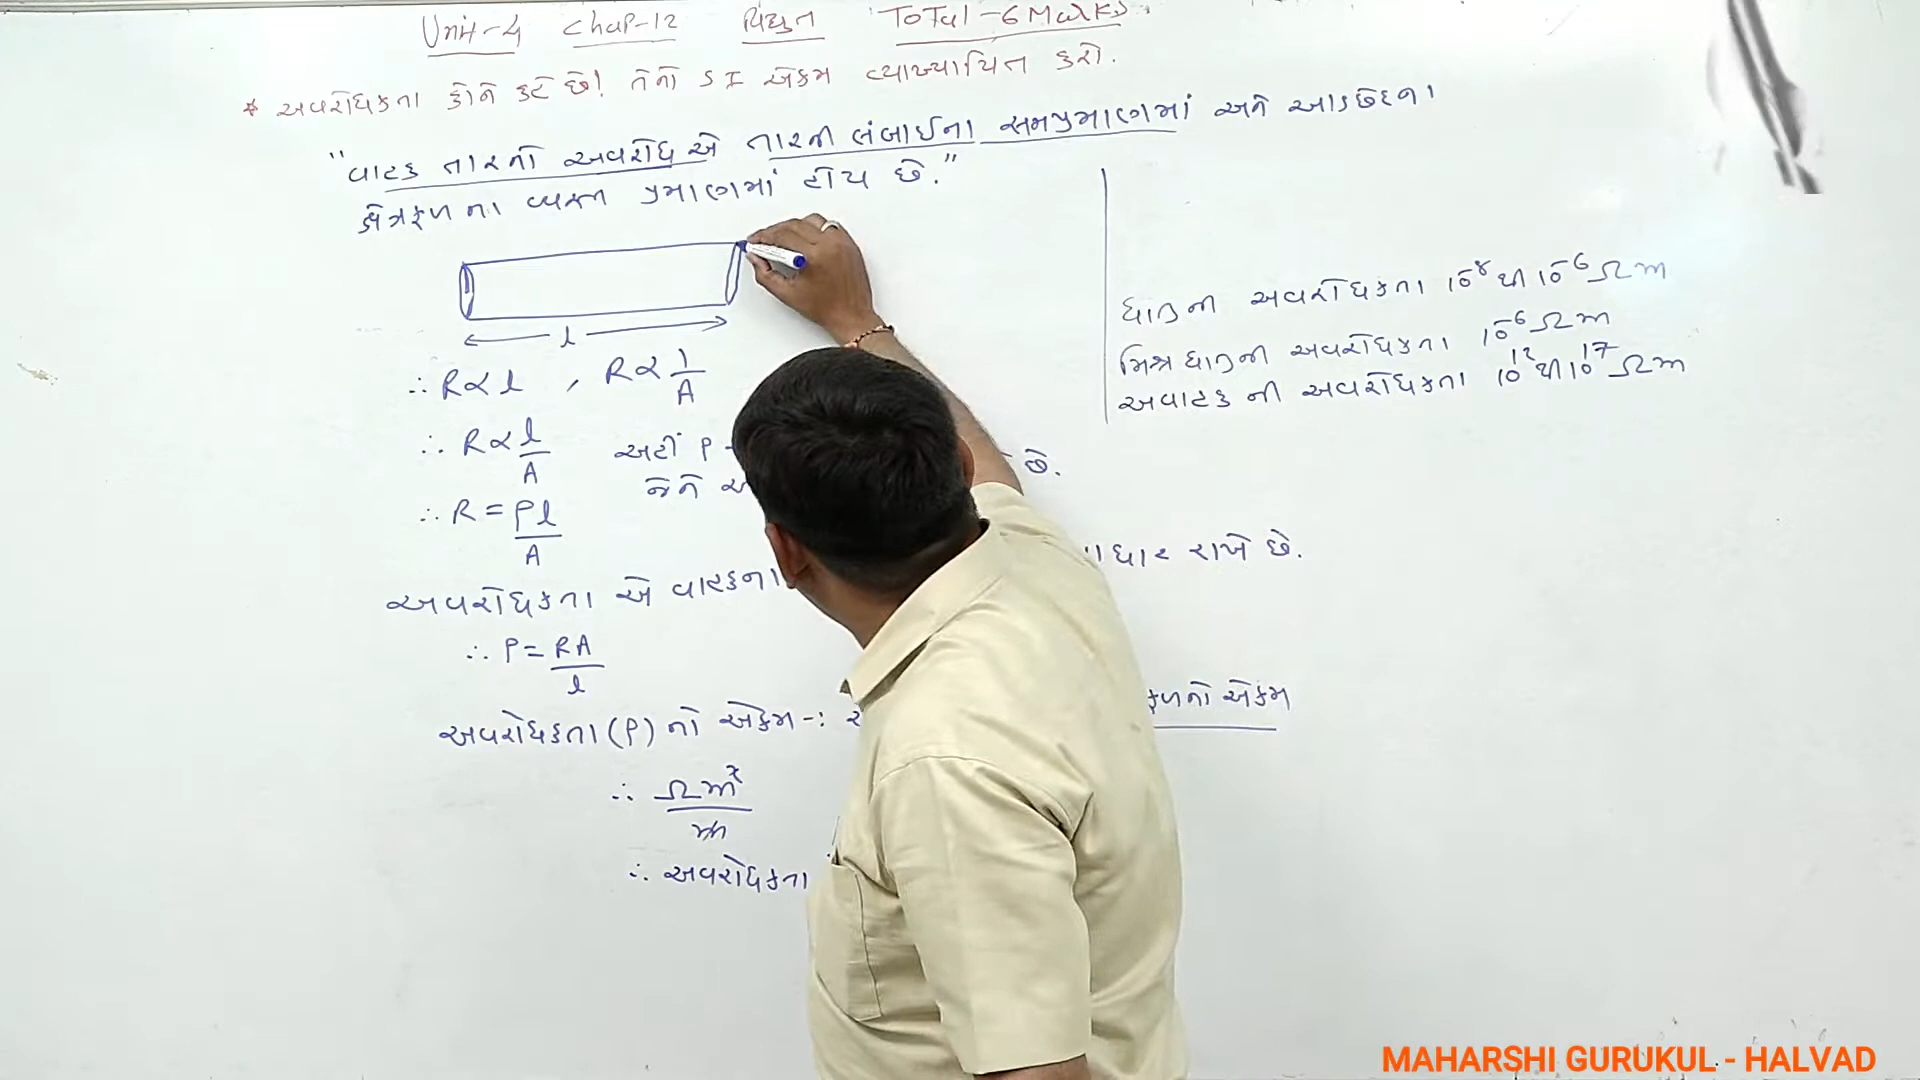 Unit-4 Chap-12 વિદ્યુત Total-6 Marks.
* અવરોધકતા કોને કહે છે! તેનો SI એકમ વ્યાખ્યાયિત કરો.
"વાહક તારનો અવરોધ એ તારની લંબાઈના સમપ્રમાણમાં અને આડછેદના
ક્ષેત્રફળના વ્યસ્ત પ્રમાણમાં હોય છે."
l
∴ R∝l , R∝1/A
∴ R∝l/A અહીં ρ
છે.
જેને
∴ R=ρl/A
અવરોધકતા એ વાહકના
ધાર રાખે છે.
∴ ρ=RA/l
અવરોધકતા(ρ) નો એકમ-:
ફળનો એકમ
∴ Ωm²/m
∴ અવરોધકતા
ધાતુની અવરોધકતા 10⁻⁸ થી 10⁻⁶ Ωm
મિશ્રધાતુની અવરોધકતા 10⁻⁶ Ωm
અવાહકની અવરોધકતા 10¹² થી 10¹⁷ Ωm
MAHARSHI GURUKUL - HALVAD